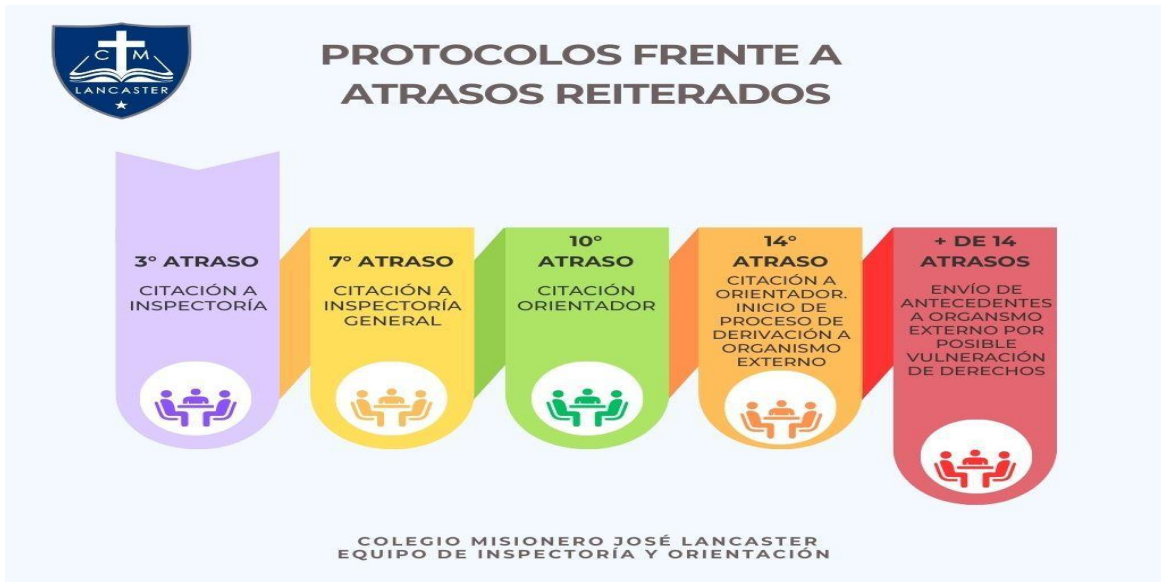 C M
LANCASTER
PROTOCOLOS FRENTE A
ATRASOS REITERADOS
3° ATRASO
CITACIÓN A
INSPECTORÍA
7° ATRASO
CITACIÓN A
INSPECTORÍA
GENERAL
10°
ATRASO
CITACIÓN
ORIENTADOR
14°
ATRASO
CITACIÓN A
ORIENTADOR.
INICIO DE
PROCESO DE
DERIVACIÓN A
ORGANISMO
EXTERNO
+ DE 14
ATRASOS
ENVÍO DE
ANTECEDENTES
A ORGANSMO
EXTERNO POR
POSIBLE
VULNERACIÓN
DE DERECHOS
COLEGIO MISIONERO JOSÉ LANCASTER
EQUIPO DE INSPECTORÍA Y ORIENTACIÓN